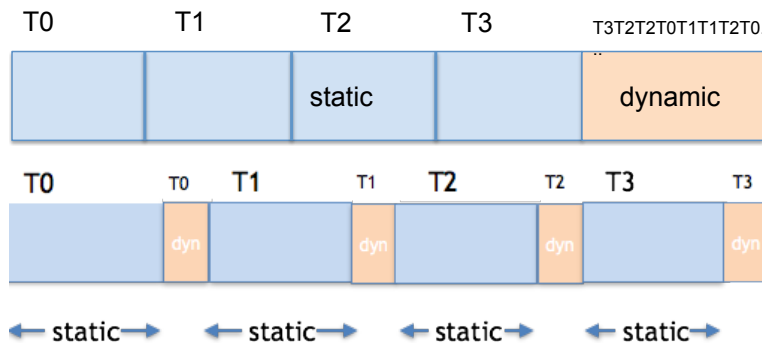 T0 T1 T2 T3 T3T2T2T0T1T1T2T0.
..
static dynamic
T0 T0 T1 T1 T2 T2 T3 T3
dyn dyn dyn dyn
static static static static